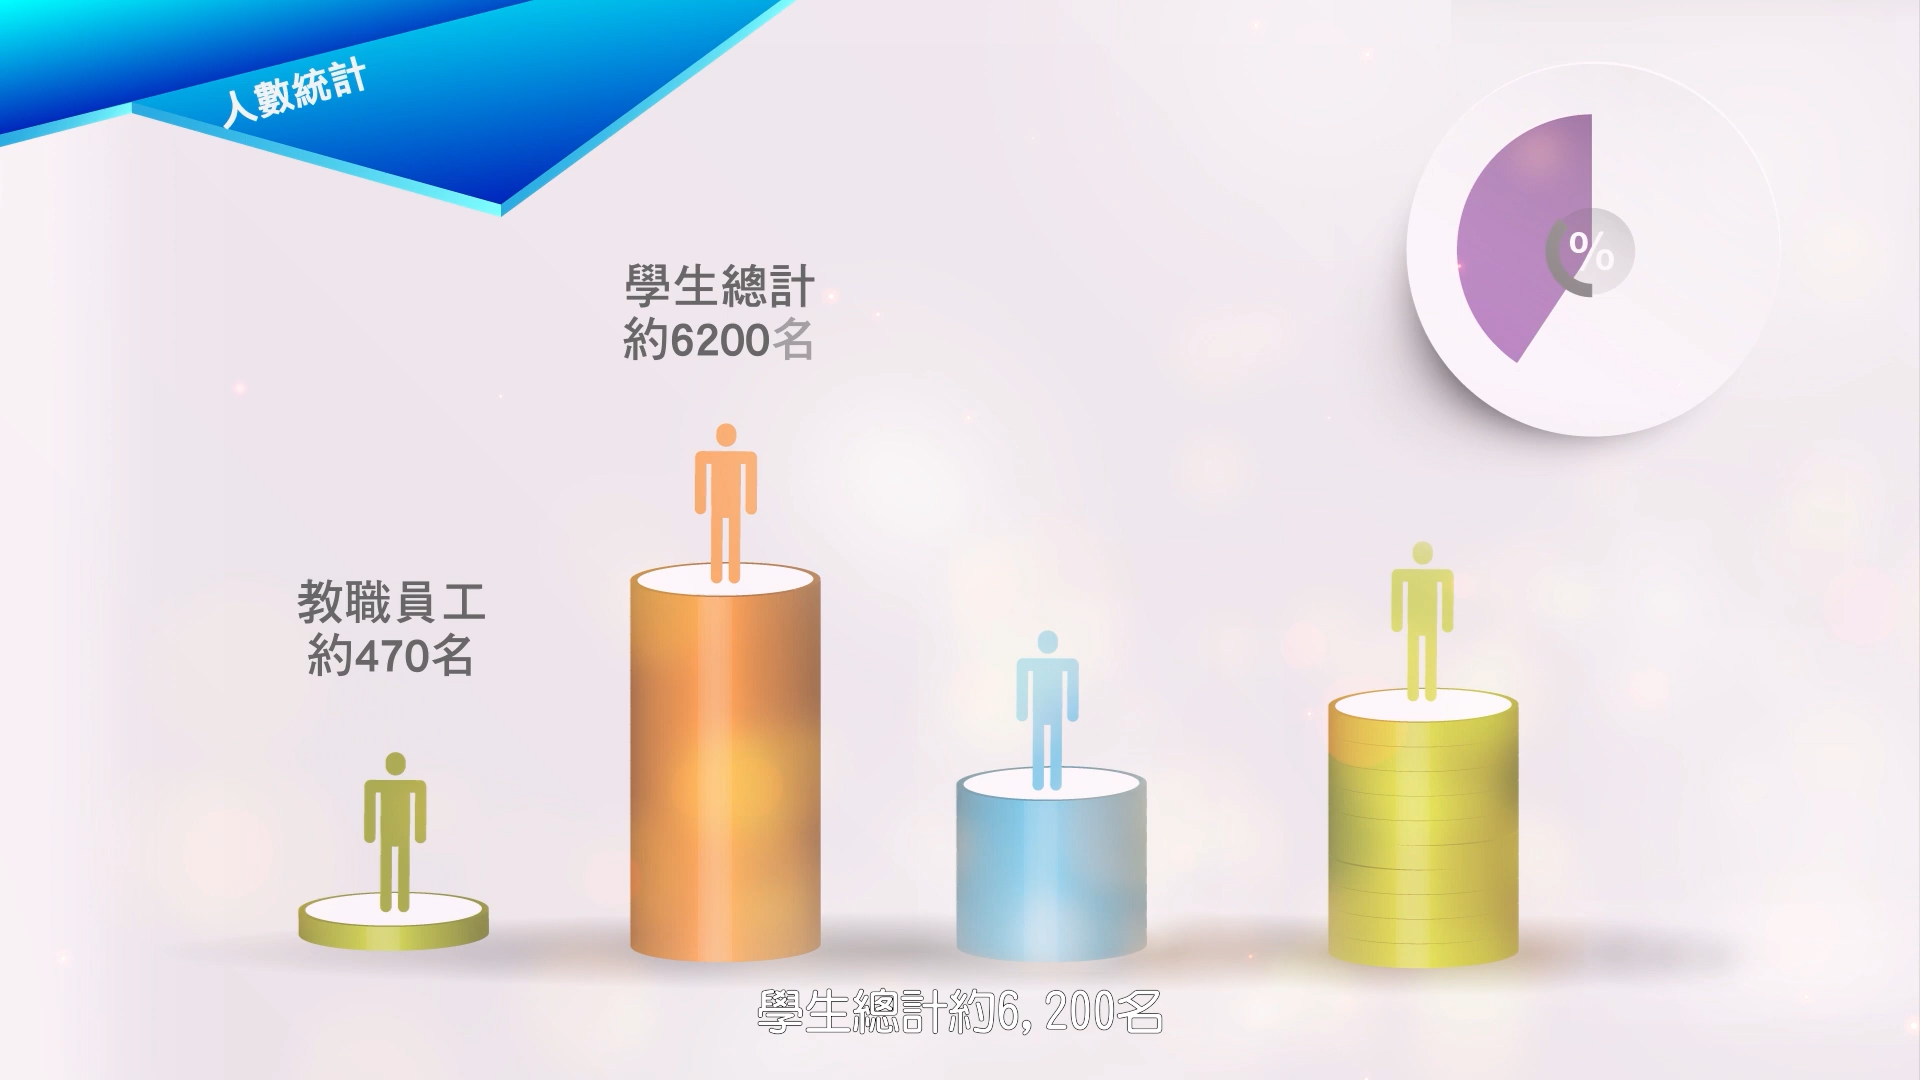 人數統計
%
學生總計
約6200名
教職員工
約470名
學生總計約6,200名